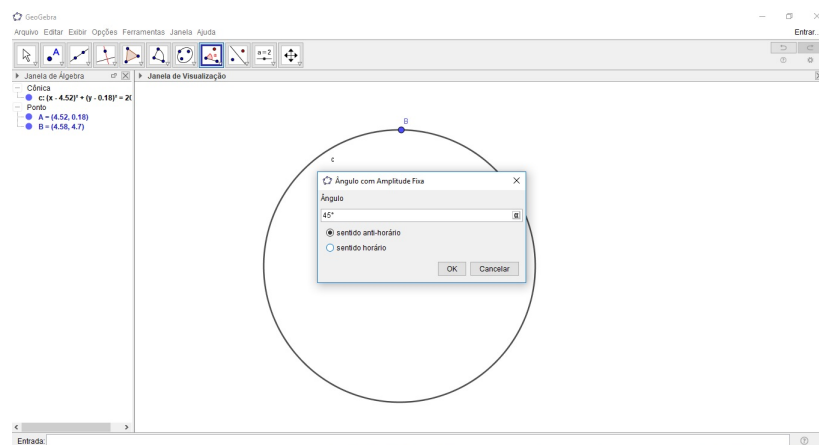 GeoGebra
Arquivo Editar Exibir Opções Ferramentas Janela Ajuda
Entrar...
a = 2
Janela de Álgebra
Janela de Visualização
Cônica
c: (x - 4.52)² + (y - 0.18)² = 20
Ponto
A = (4.52, 0.18)
B = (4.58, 4.7)
B
c
Ângulo com Amplitude Fixa
Ângulo
45°
α
sentido anti-horário
sentido horário
OK Cancelar
Entrada: